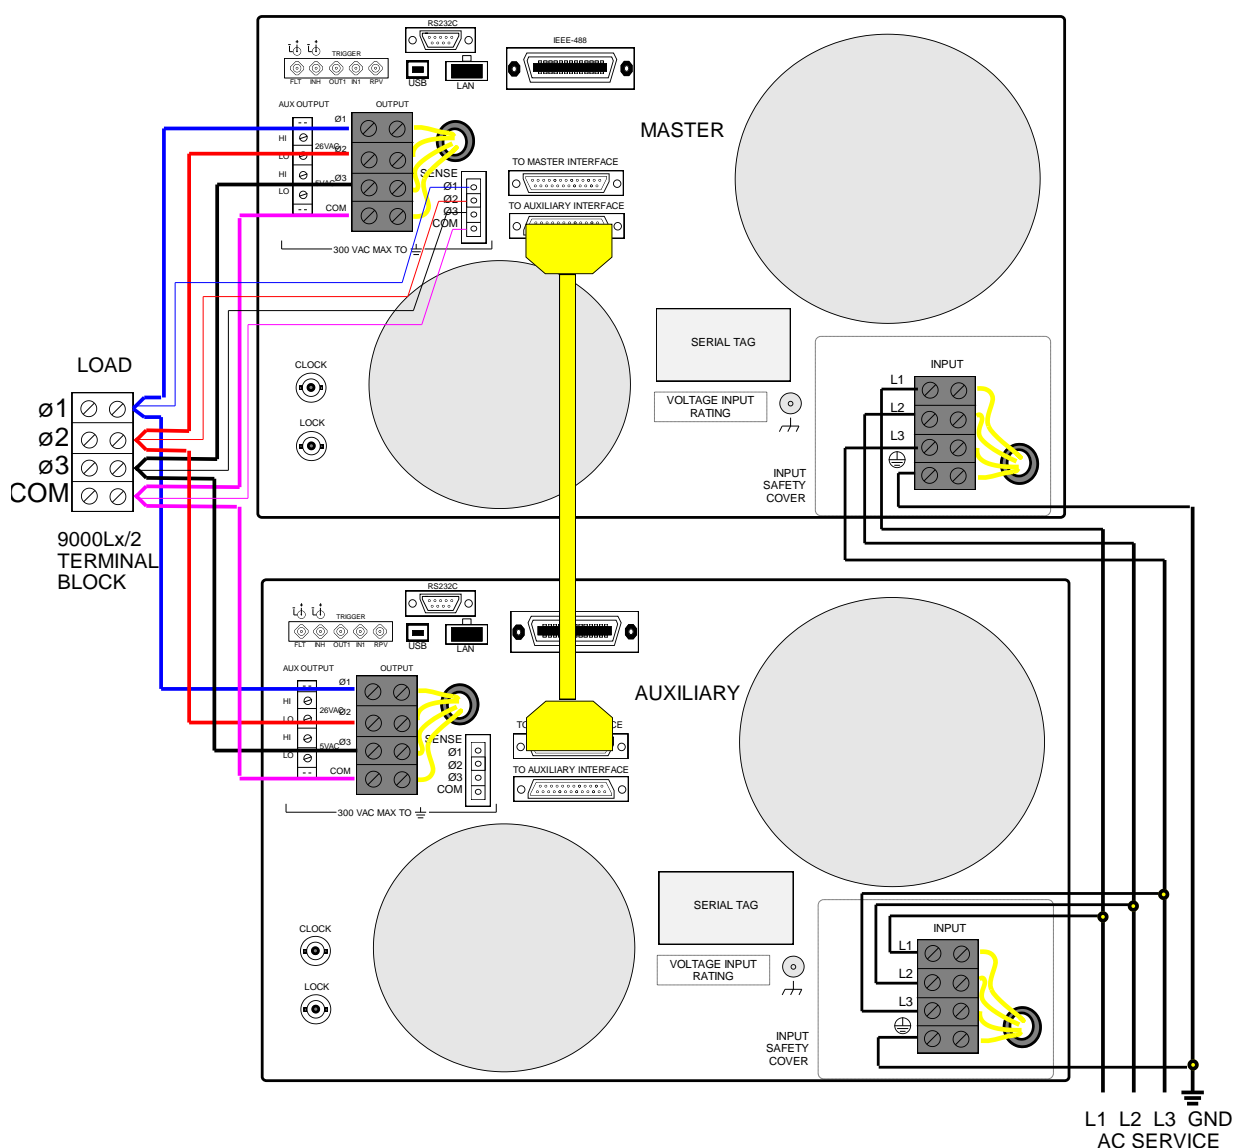 RS232C
IEEE-488
TRIGGER
FLT INH OUT1 IN1 RPV
USB
LAN
AUX OUTPUT
OUTPUT
MASTER
Ø1
HI
26VAC
LO
Ø2
HI
5VAC
LO
Ø3
COM
SENSE
Ø1
Ø2
Ø3
COM
TO MASTER INTERFACE
TO AUXILIARY INTERFACE
300 VAC MAX TO
SERIAL TAG
VOLTAGE INPUT
RATING
CLOCK
LOCK
INPUT
L1
L2
L3
INPUT
SAFETY
COVER
LOAD
ø1
ø2
ø3
COM
9000Lx/2
TERMINAL
BLOCK
RS232C
TRIGGER
FLT INH OUT1 IN1 RPV
USB
LAN
AUX OUTPUT
OUTPUT
AUXILIARY
Ø1
HI
26VAC
LO
Ø2
HI
5VAC
LO
Ø3
COM
SENSE
Ø1
Ø2
Ø3
COM
TO AUXILIARY INTERFACE
300 VAC MAX TO
SERIAL TAG
VOLTAGE INPUT
RATING
CLOCK
LOCK
INPUT
L1
L2
L3
INPUT
SAFETY
COVER
L1 L2 L3 GND
AC SERVICE